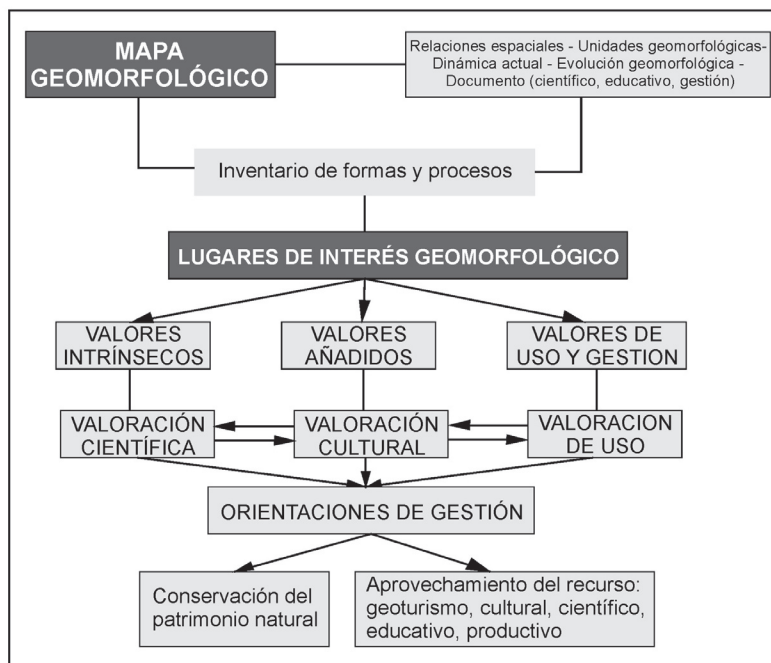 MAPA
GEOMORFOLÓGICO
Relaciones espaciales - Unidades geomorfológicas-
Dinámica actual - Evolución geomorfológica -
Documento (científico, educativo, gestión)
Inventario de formas y procesos
LUGARES DE INTERÉS GEOMORFOLÓGICO
VALORES
INTRÍNSECOS
VALORES
AÑADIDOS
VALORES DE
USO Y GESTION
VALORACIÓN
CIENTÍFICA
VALORACIÓN
CULTURAL
VALORACION
DE USO
ORIENTACIONES DE GESTIÓN
Conservación del
patrimonio natural
Aprovechamiento del recurso:
geoturismo, cultural, científico,
educativo, productivo